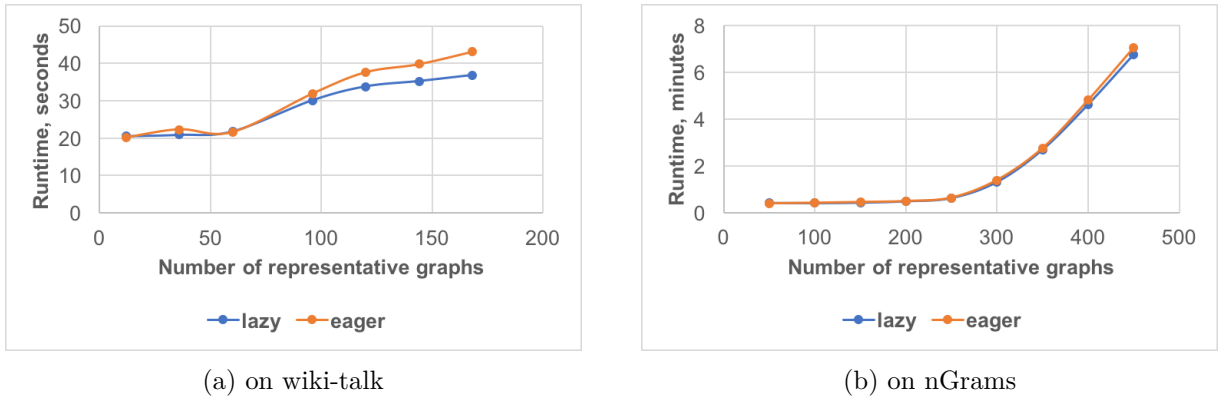 50
40
30
20
10
0
Runtime, seconds
0 50 100 150 200
Number of representative graphs
lazy eager
(a) on wiki-talk
8
6
4
2
0
Runtime, minutes
0 100 200 300 400 500
Number of representative graphs
lazy eager
(b) on nGrams